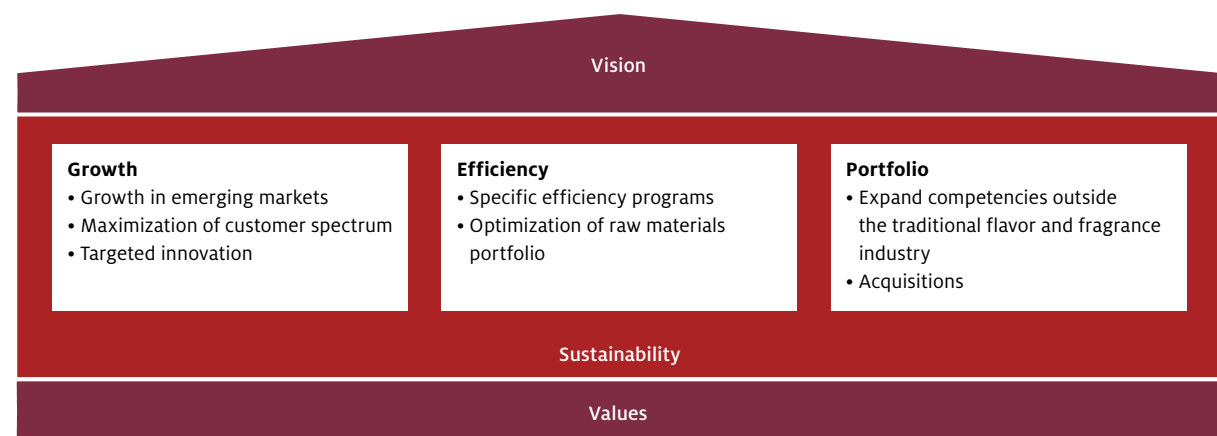 Vision
Growth
• Growth in emerging markets
• Maximization of customer spectrum
• Targeted innovation
Efficiency
• Specific efficiency programs
• Optimization of raw materials
portfolio
Portfolio
• Expand competencies outside
the traditional flavor and fragrance
industry
• Acquisitions
Sustainability
Values